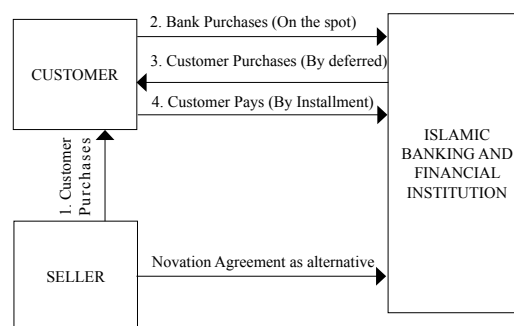 2. Bank Purchases (On the spot)
3. Customer Purchases (By deferred)
CUSTOMER
4. Customer Pays (By Installment)
1. Customer
Purchases
ISLAMIC
BANKING AND
FINANCIAL
INSTITUTION
SELLER
Novation Agreement as alternative